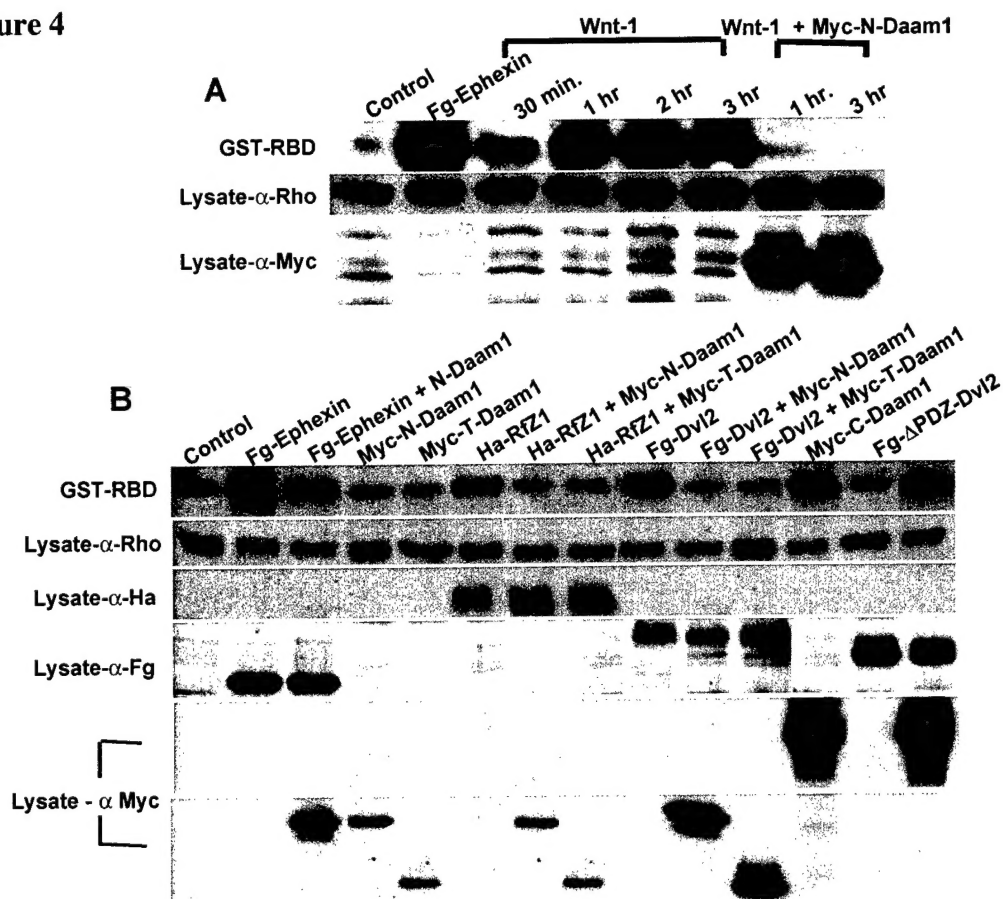 ure 4
Wnt-1
Wnt-1 + Myc-N-Daam1
A
Control
Fg-Ephexin
30 min.
1 hr
2 hr
3 hr
1 hr.
3 hr
GST-RBD
Lysate-α-Rho
Lysate-α-Myc
B
Control
Fg-Ephexin
Fg-Ephexin + N-Daam1
Myc-N-Daam1
Myc-T-Daam1
Ha-RfZ1
Ha-RfZ1 + Myc-N-Daam1
Ha-RfZ1 + Myc-T-Daam1
Fg-Dvl2
Fg-Dvl2 + Myc-N-Daam1
Fg-Dvl2 + Myc-T-Daam1
Myc-C-Daam1
Fg-ΔPDZ-Dvl2
GST-RBD
Lysate-α-Rho
Lysate-α-Ha
Lysate-α-Fg
Lysate - α Myc